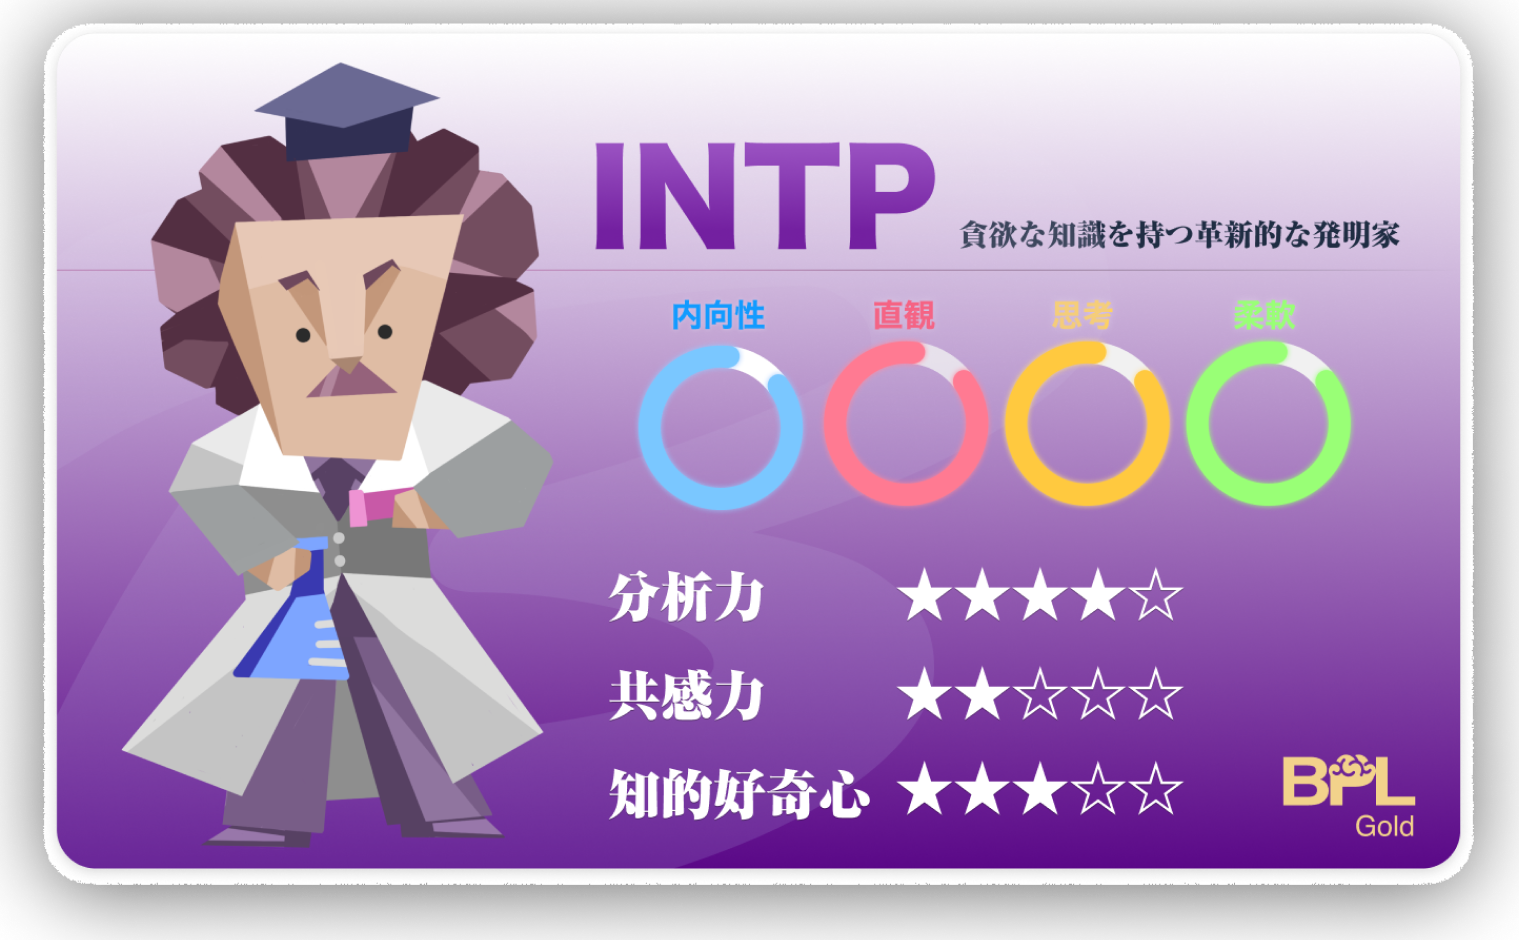 INTP
貪欲な知識を持つ革新的な発明家
内向性 直観 思考 柔軟
分析力 ★★★★☆
共感力 ★★☆☆☆
知的好奇心 ★★★☆☆
BPL
Gold